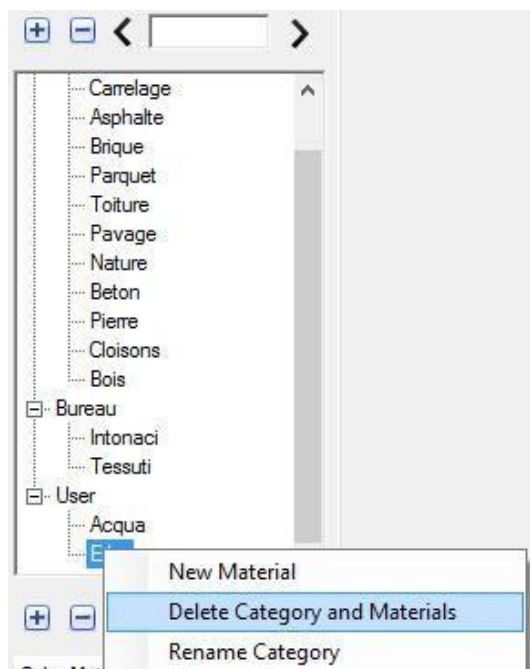 Carrelage
Asphalte
Brique
Parquet
Toiture
Pavage
Nature
Beton
Pierre
Cloisons
Bois
Bureau
Intonaci
Tessuti
User
Acqua
New Material
Delete Category and Materials
Rename Category